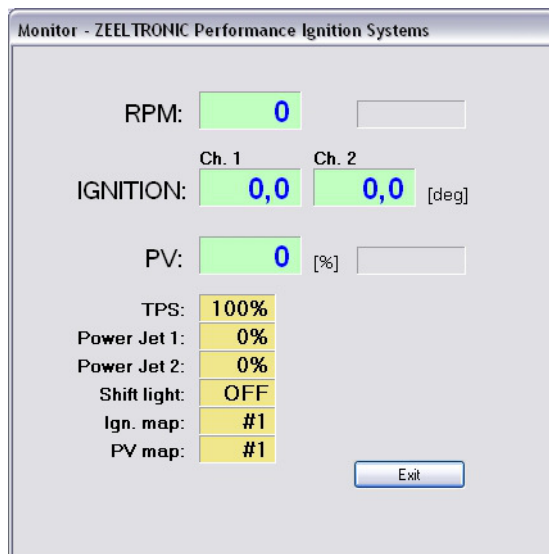 Monitor - ZEELTRONIC Performance Ignition Systems
RPM: 0
Ch. 1 Ch. 2
IGNITION: 0,0 0,0 [deg]
PV: 0 [%]
TPS: 100%
Power Jet 1: 0%
Power Jet 2: 0%
Shift light: OFF
Ign. map: #1
PV map: #1
Exit